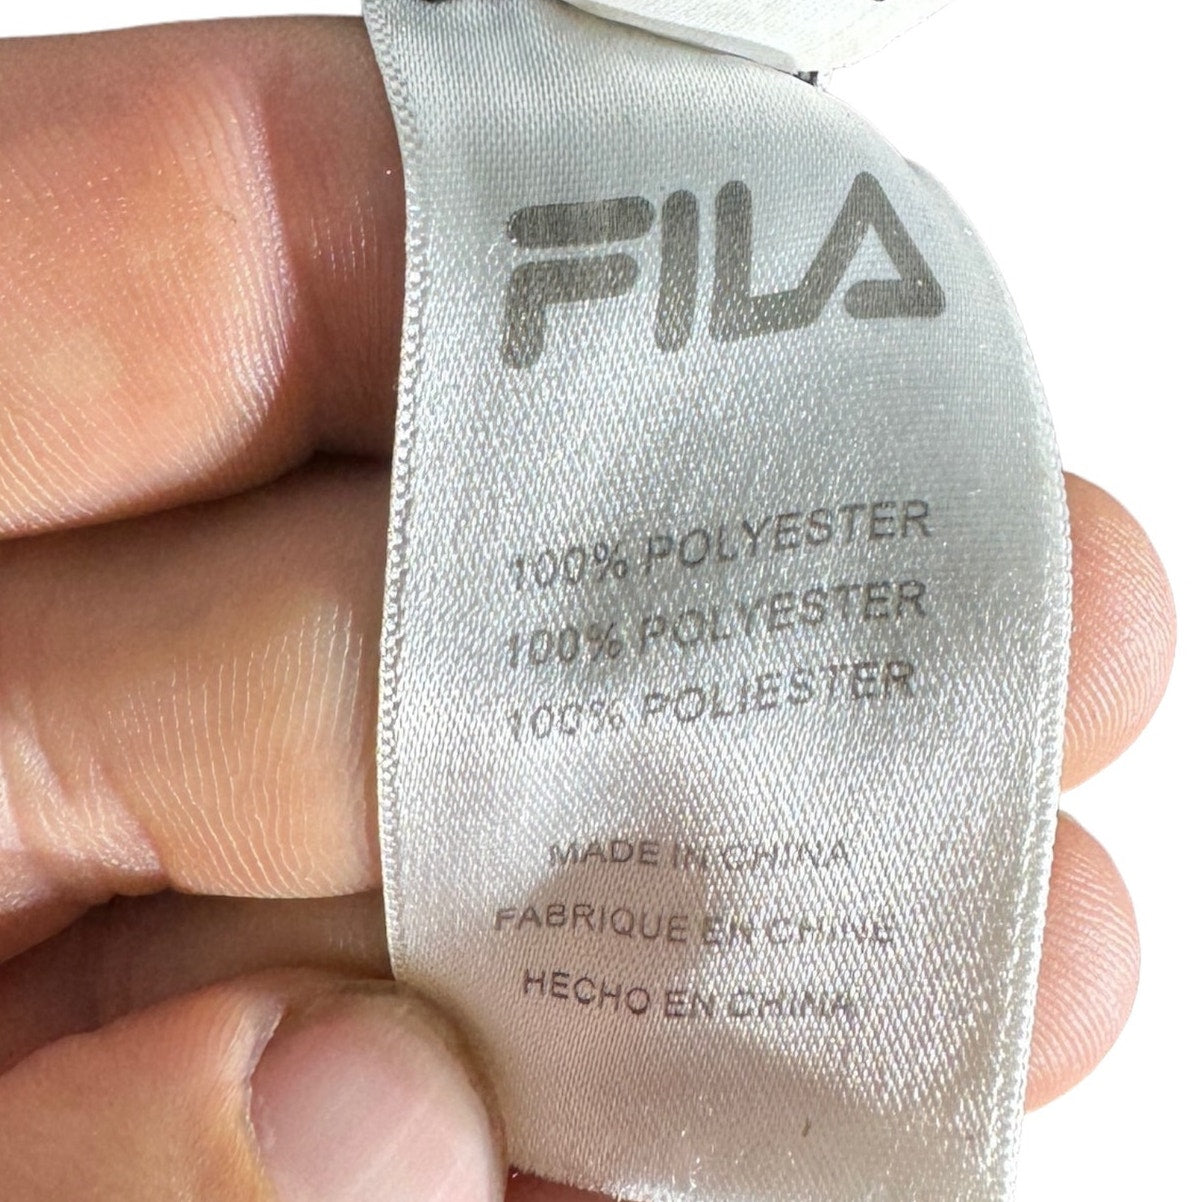 FILA
100% POLYESTER
100% POLYESTER
100% POLIESTER
MADE IN CHINA
FABRIQUE EN CHINE
HECHO EN CHINA